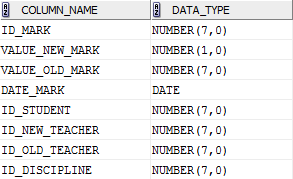 COLUMN_NAME DATA_TYPE
ID_MARK NUMBER(7,0)
VALUE_NEW_MARK NUMBER(1,0)
VALUE_OLD_MARK NUMBER(7,0)
DATE_MARK DATE
ID_STUDENT NUMBER(7,0)
ID_NEW_TEACHER NUMBER(7,0)
ID_OLD_TEACHER NUMBER(7,0)
ID_DISCIPLINE NUMBER(7,0)